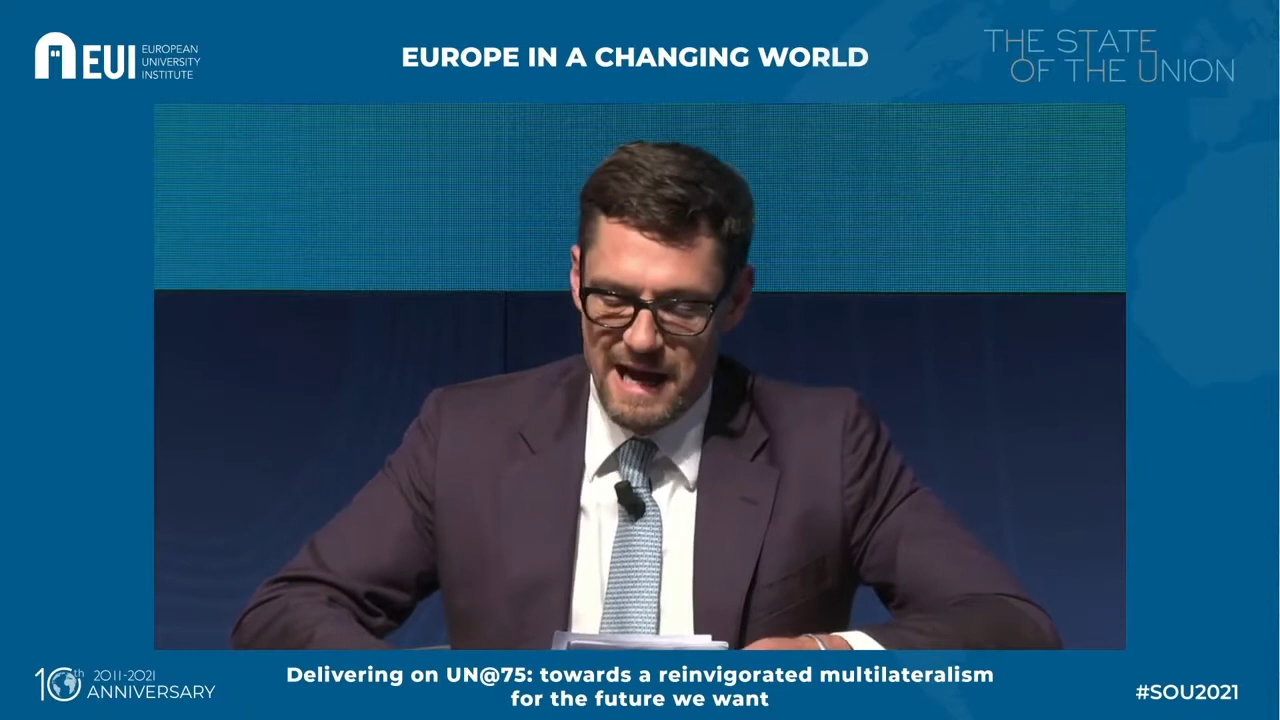 EUI EUROPEAN
UNIVERSITY
INSTITUTE
EUROPE IN A CHANGING WORLD
THE STATE
OF THE UNION
10th 2011-2021
ANNIVERSARY
Delivering on UN@75: towards a reinvigorated multilateralism
for the future we want
#SOU2021